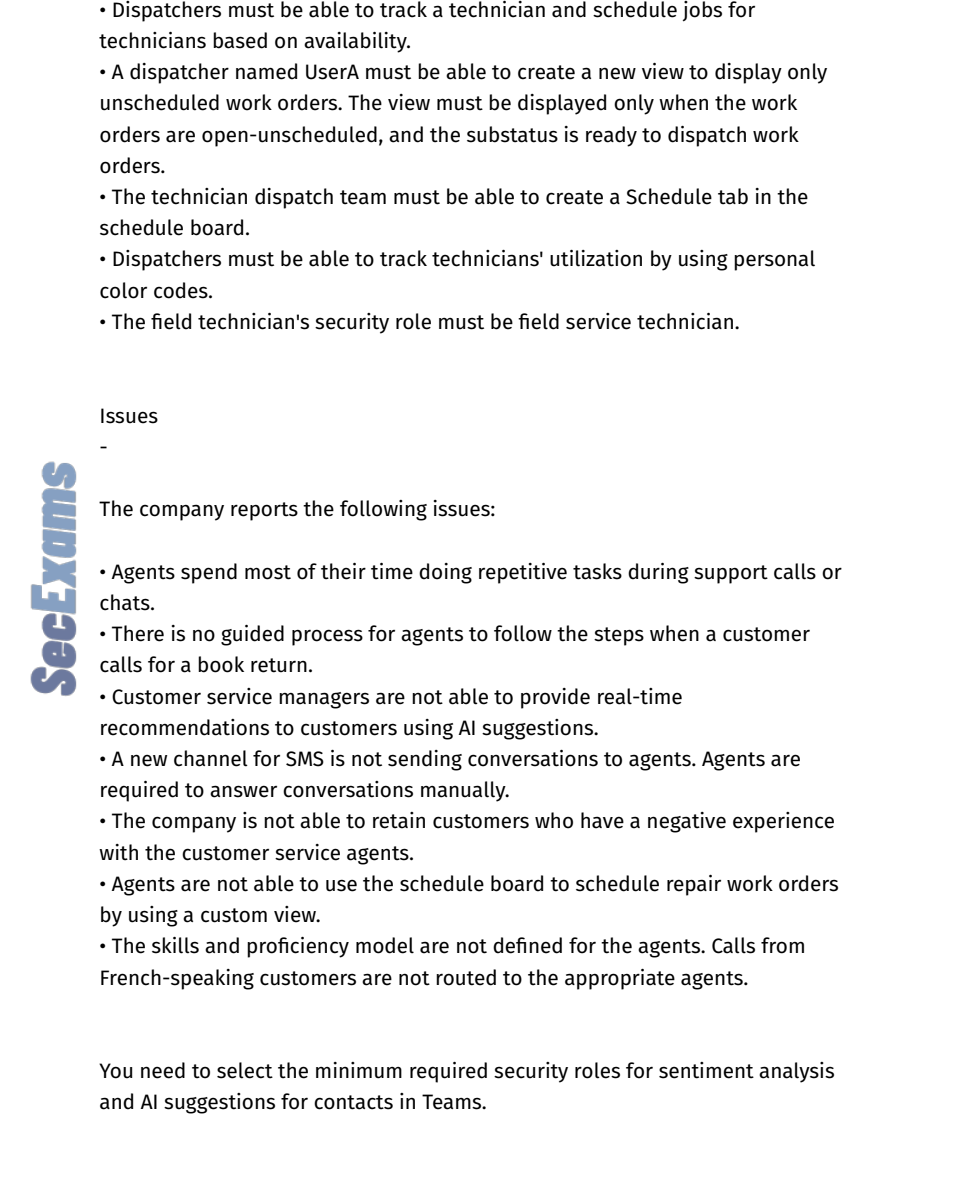 • Dispatchers must be able to track a technician and schedule jobs for
technicians based on availability.
• A dispatcher named UserA must be able to create a new view to display only
unscheduled work orders. The view must be displayed only when the work
orders are open-unscheduled, and the substatus is ready to dispatch work
orders.
• The technician dispatch team must be able to create a Schedule tab in the
schedule board.
• Dispatchers must be able to track technicians' utilization by using personal
color codes.
• The field technician's security role must be field service technician.
Issues
-
The company reports the following issues:
• Agents spend most of their time doing repetitive tasks during support calls or
chats.
• There is no guided process for agents to follow the steps when a customer
calls for a book return.
• Customer service managers are not able to provide real-time
recommendations to customers using AI suggestions.
• A new channel for SMS is not sending conversations to agents. Agents are
required to answer conversations manually.
• The company is not able to retain customers who have a negative experience
with the customer service agents.
• Agents are not able to use the schedule board to schedule repair work orders
by using a custom view.
• The skills and proficiency model are not defined for the agents. Calls from
French-speaking customers are not routed to the appropriate agents.
You need to select the minimum required security roles for sentiment analysis
and AI suggestions for contacts in Teams.
SecExams